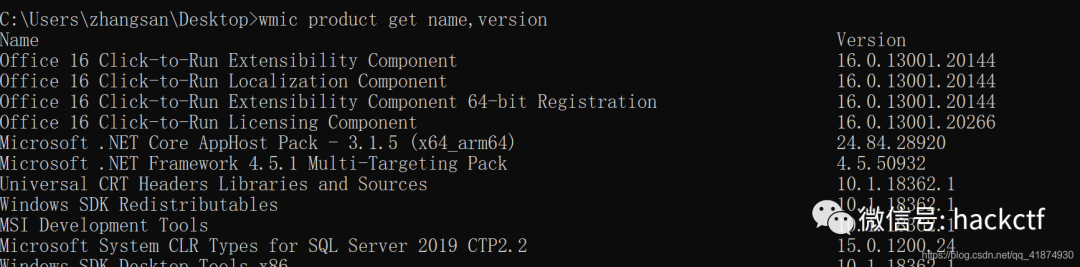 C:\Users\zhangsan\Desktop>wmic product get name,version
Name Version
Office 16 Click-to-Run Extensibility Component 16.0.13001.20144
Office 16 Click-to-Run Localization Component 16.0.13001.20144
Office 16 Click-to-Run Extensibility Component 64-bit Registration 16.0.13001.20144
Office 16 Click-to-Run Licensing Component 16.0.13001.20266
Microsoft .NET Core AppHost Pack - 3.1.5 (x64_arm64) 24.84.28920
Microsoft .NET Framework 4.5.1 Multi-Targeting Pack 4.5.50932
Universal CRT Headers Libraries and Sources 10.1.18362.1
Windows SDK Redistributables 10.1.18362.1
微信号: hackctf
MSI Development Tools
Microsoft System CLR Types for SQL Server 2019 CTP2.2 15.0.1200.24
https://blog.csdn.net/qq_41874930
Windows SDK Desktop Tools x86 10.1.18362.1